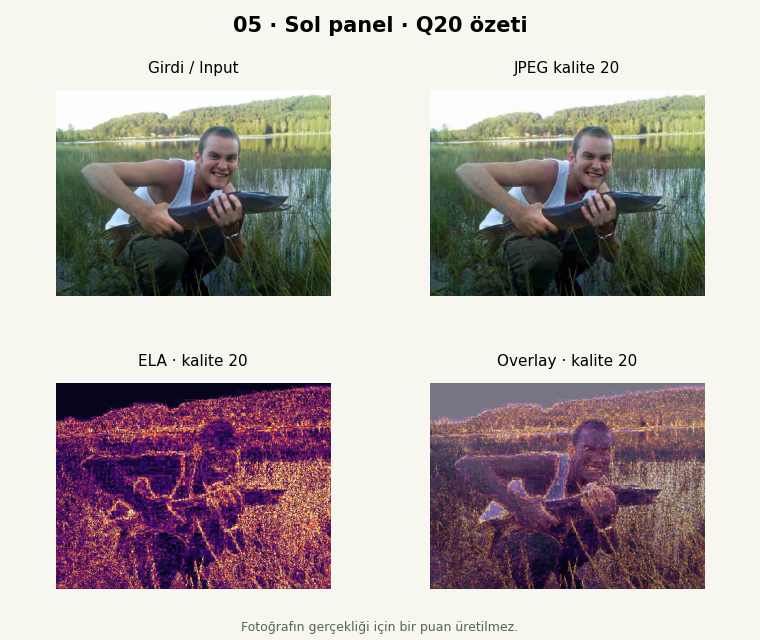 05 · Sol panel · Q20 özeti
Girdi / Input
JPEG kalite 20
ELA · kalite 20
Overlay · kalite 20
Fotoğrafın gerçekliği için bir puan üretilmez.